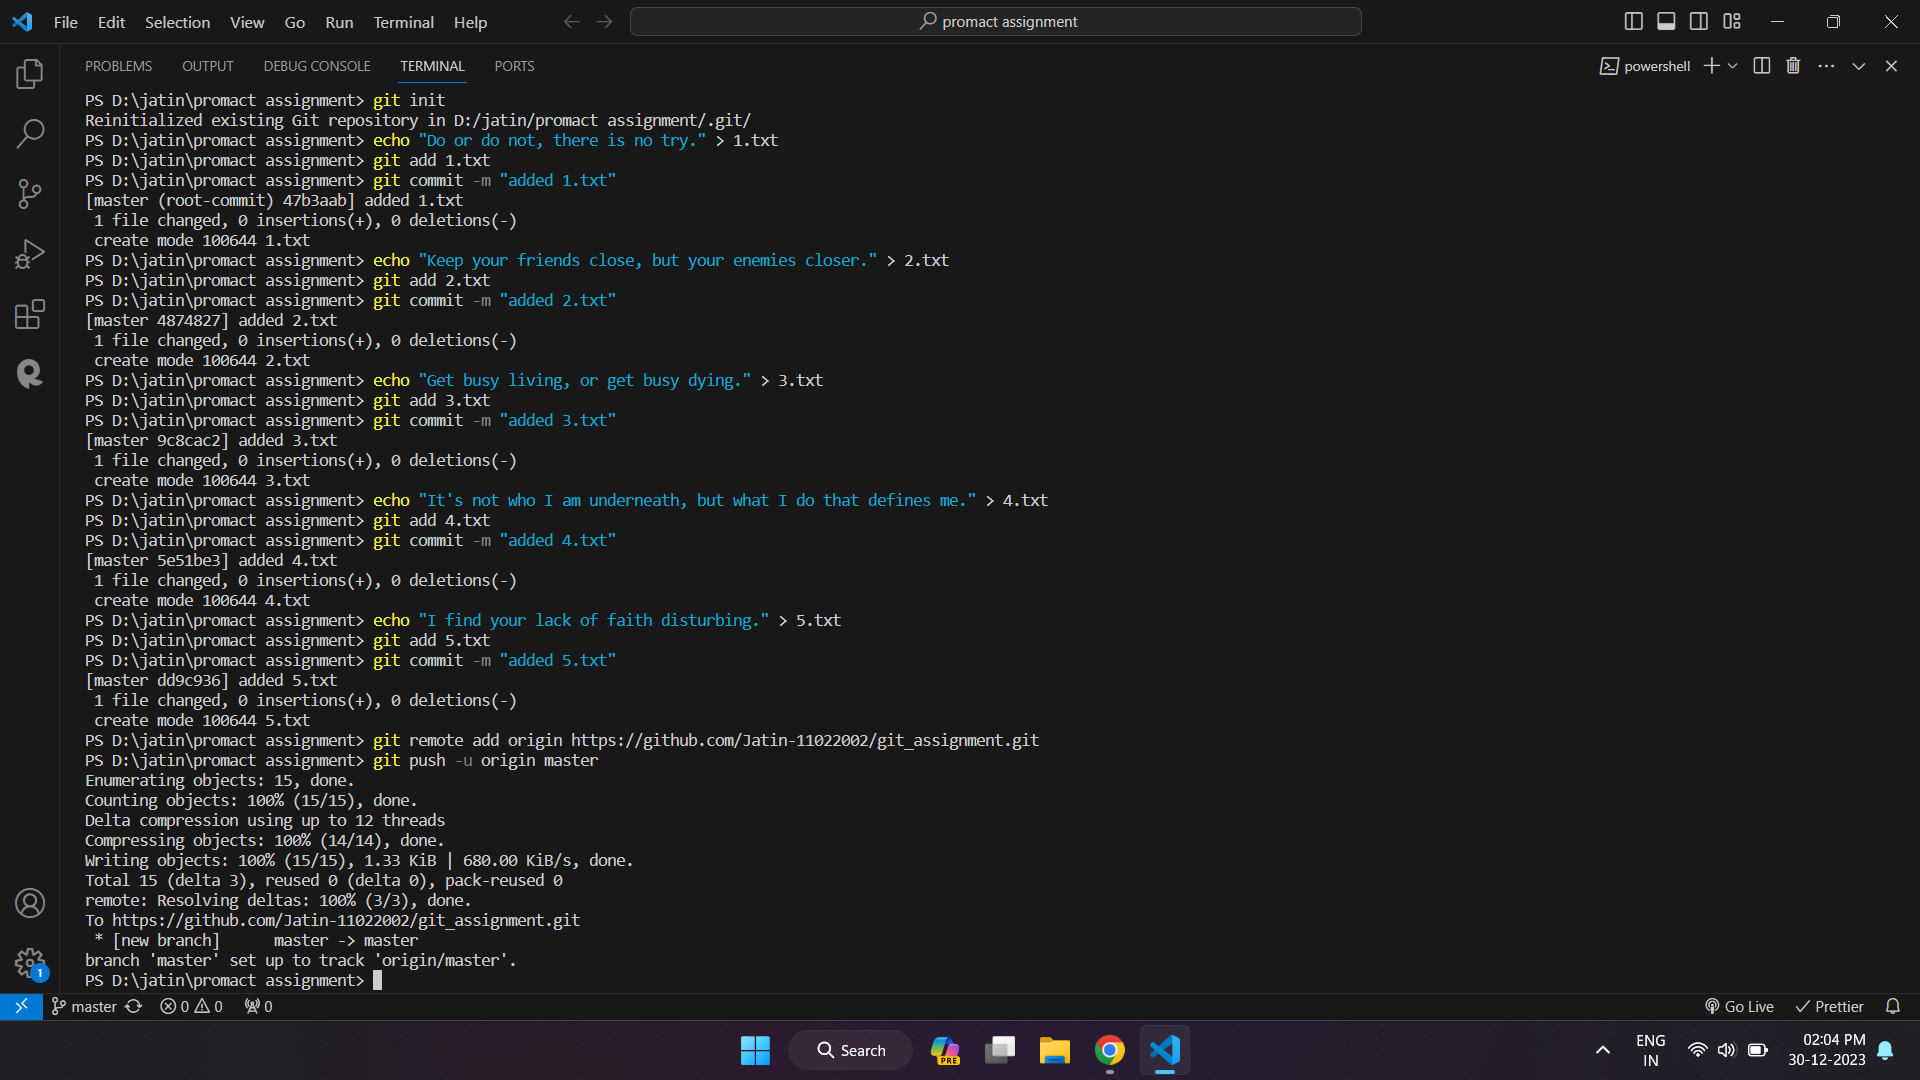 File Edit Selection View Go Run Terminal Help
promact assignment
PROBLEMS OUTPUT DEBUG CONSOLE TERMINAL PORTS
powershell
PS D:\jatin\promact assignment> git init
Reinitialized existing Git repository in D:/jatin/promact assignment/.git/
PS D:\jatin\promact assignment> echo "Do or do not, there is no try." > 1.txt
PS D:\jatin\promact assignment> git add 1.txt
PS D:\jatin\promact assignment> git commit -m "added 1.txt"
[master (root-commit) 47b3aab] added 1.txt
 1 file changed, 0 insertions(+), 0 deletions(-)
 create mode 100644 1.txt
PS D:\jatin\promact assignment> echo "Keep your friends close, but your enemies closer." > 2.txt
PS D:\jatin\promact assignment> git add 2.txt
PS D:\jatin\promact assignment> git commit -m "added 2.txt"
[master 4874827] added 2.txt
 1 file changed, 0 insertions(+), 0 deletions(-)
 create mode 100644 2.txt
PS D:\jatin\promact assignment> echo "Get busy living, or get busy dying." > 3.txt
PS D:\jatin\promact assignment> git add 3.txt
PS D:\jatin\promact assignment> git commit -m "added 3.txt"
[master 9c8cac2] added 3.txt
 1 file changed, 0 insertions(+), 0 deletions(-)
 create mode 100644 3.txt
PS D:\jatin\promact assignment> echo "It's not who I am underneath, but what I do that defines me." > 4.txt
PS D:\jatin\promact assignment> git add 4.txt
PS D:\jatin\promact assignment> git commit -m "added 4.txt"
[master 5e51be3] added 4.txt
 1 file changed, 0 insertions(+), 0 deletions(-)
 create mode 100644 4.txt
PS D:\jatin\promact assignment> echo "I find your lack of faith disturbing." > 5.txt
PS D:\jatin\promact assignment> git add 5.txt
PS D:\jatin\promact assignment> git commit -m "added 5.txt"
[master dd9c936] added 5.txt
 1 file changed, 0 insertions(+), 0 deletions(-)
 create mode 100644 5.txt
PS D:\jatin\promact assignment> git remote add origin https://github.com/Jatin-11022002/git_assignment.git
PS D:\jatin\promact assignment> git push -u origin master
Enumerating objects: 15, done.
Counting objects: 100% (15/15), done.
Delta compression using up to 12 threads
Compressing objects: 100% (14/14), done.
Writing objects: 100% (15/15), 1.33 KiB | 680.00 KiB/s, done.
Total 15 (delta 3), reused 0 (delta 0), pack-reused 0
remote: Resolving deltas: 100% (3/3), done.
To https://github.com/Jatin-11022002/git_assignment.git
 * [new branch]      master -> master
branch 'master' set up to track 'origin/master'.
PS D:\jatin\promact assignment>
1
master 0 0 0 Go Live Prettier
Search
PRE
ENG
IN
02:04 PM
30-12-2023